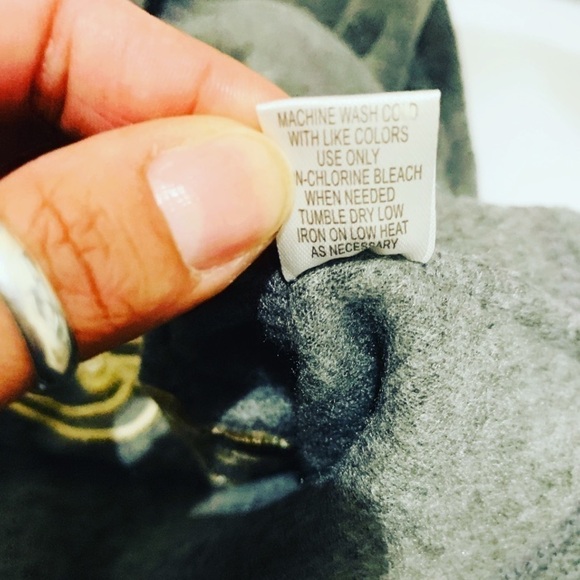 MACHINE WASH COLD
WITH LIKE COLORS
USE ONLY
N-CHLORINE BLEACH
WHEN NEEDED
TUMBLE DRY LOW
IRON ON LOW HEAT
AS NECESSARY